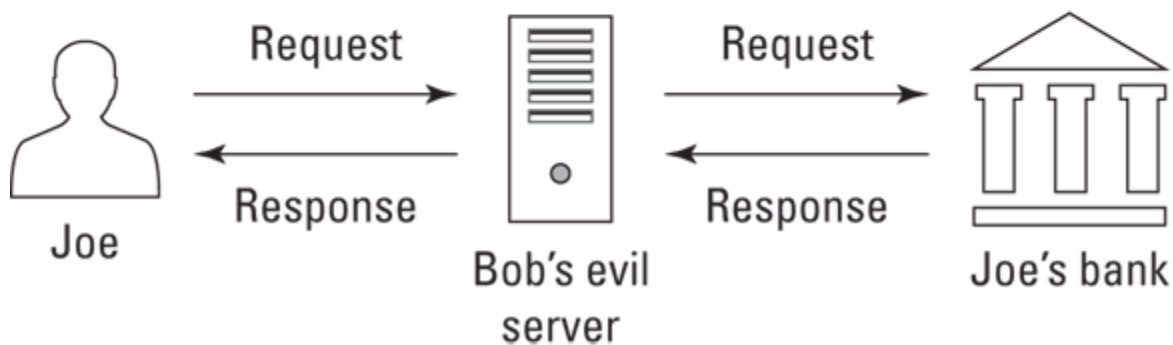 Request
Request
Response
Response
Joe
Bob's evil
server
Joe's bank